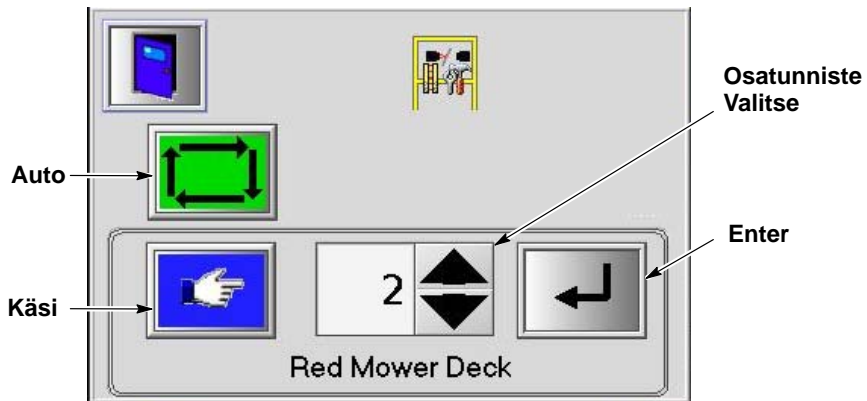 Osatunniste
Valitse
Auto
Enter
Käsi
2
Red Mower Deck